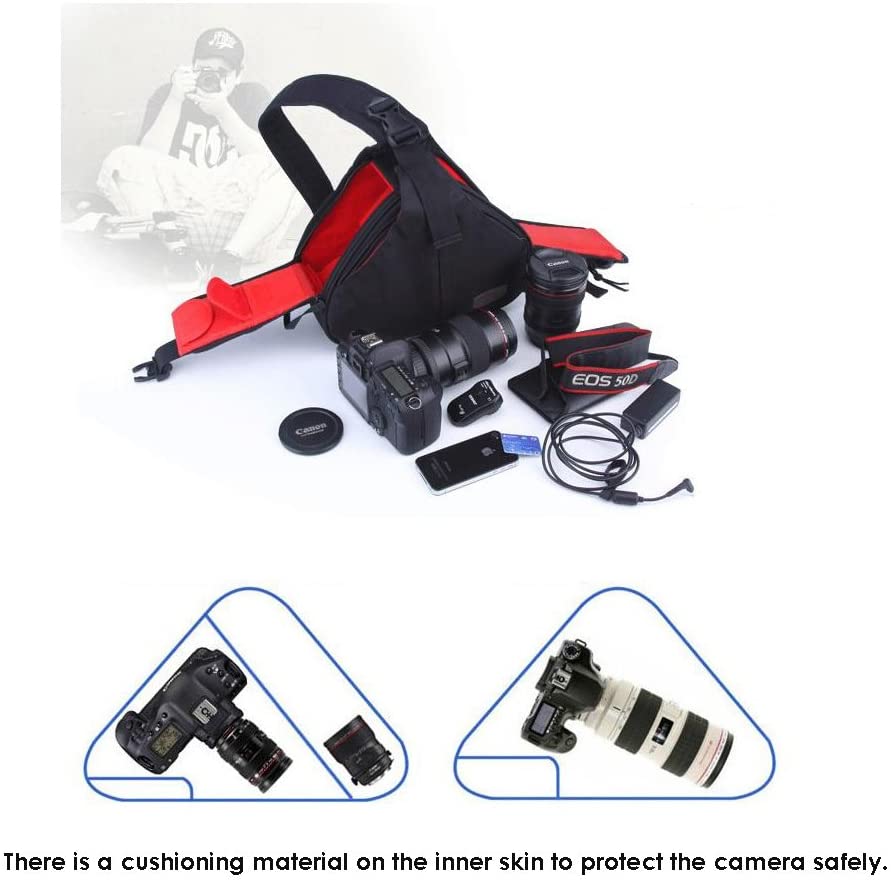 Canon
EOS 50D
Canon
There is a cushioning material on the inner skin to protect the camera safely.